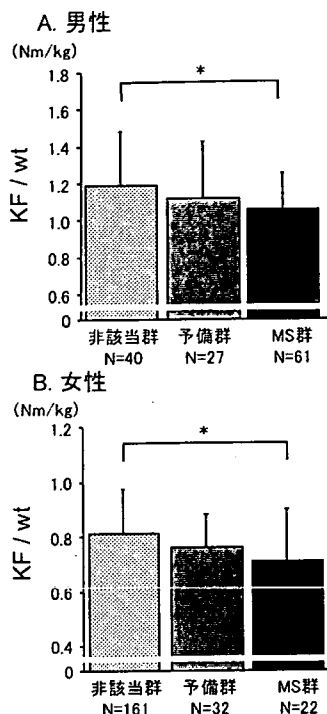 A. 男性
(Nm/kg)
*
1.8
1.6
1.4
1.2
1.0
0.6
0
KF / wt
非該当群 予備群 MS群
N=40 N=27 N=61
B. 女性
(Nm/kg)
*
1.2
1.0
0.8
0.6
0.4
0
KF / wt
非該当群 予備群 MS群
N=161 N=32 N=22